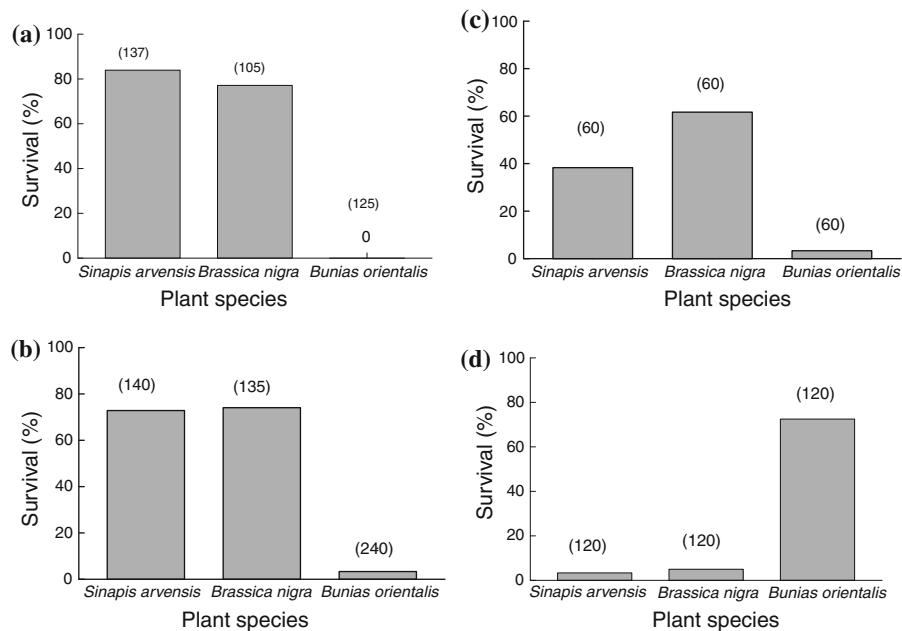 (a)
100
80
60
40
20
0
Survival (%)
(137)
(105)
(125)
0
Sinapis arvensis Brassica nigra Bunias orientalis
Plant species
(b)
100
80
60
40
20
0
Survival (%)
(140)
(135)
(240)
Sinapis arvensis Brassica nigra Bunias orientalis
Plant species
(c)
100
80
60
40
20
0
Survival (%)
(60)
(60)
(60)
Sinapis arvensis Brassica nigra Bunias orientalis
Plant species
(d)
100
80
60
40
20
0
Survival (%)
(120)
(120)
(120)
Sinapis arvensis Brassica nigra Bunias orientalis
Plant species